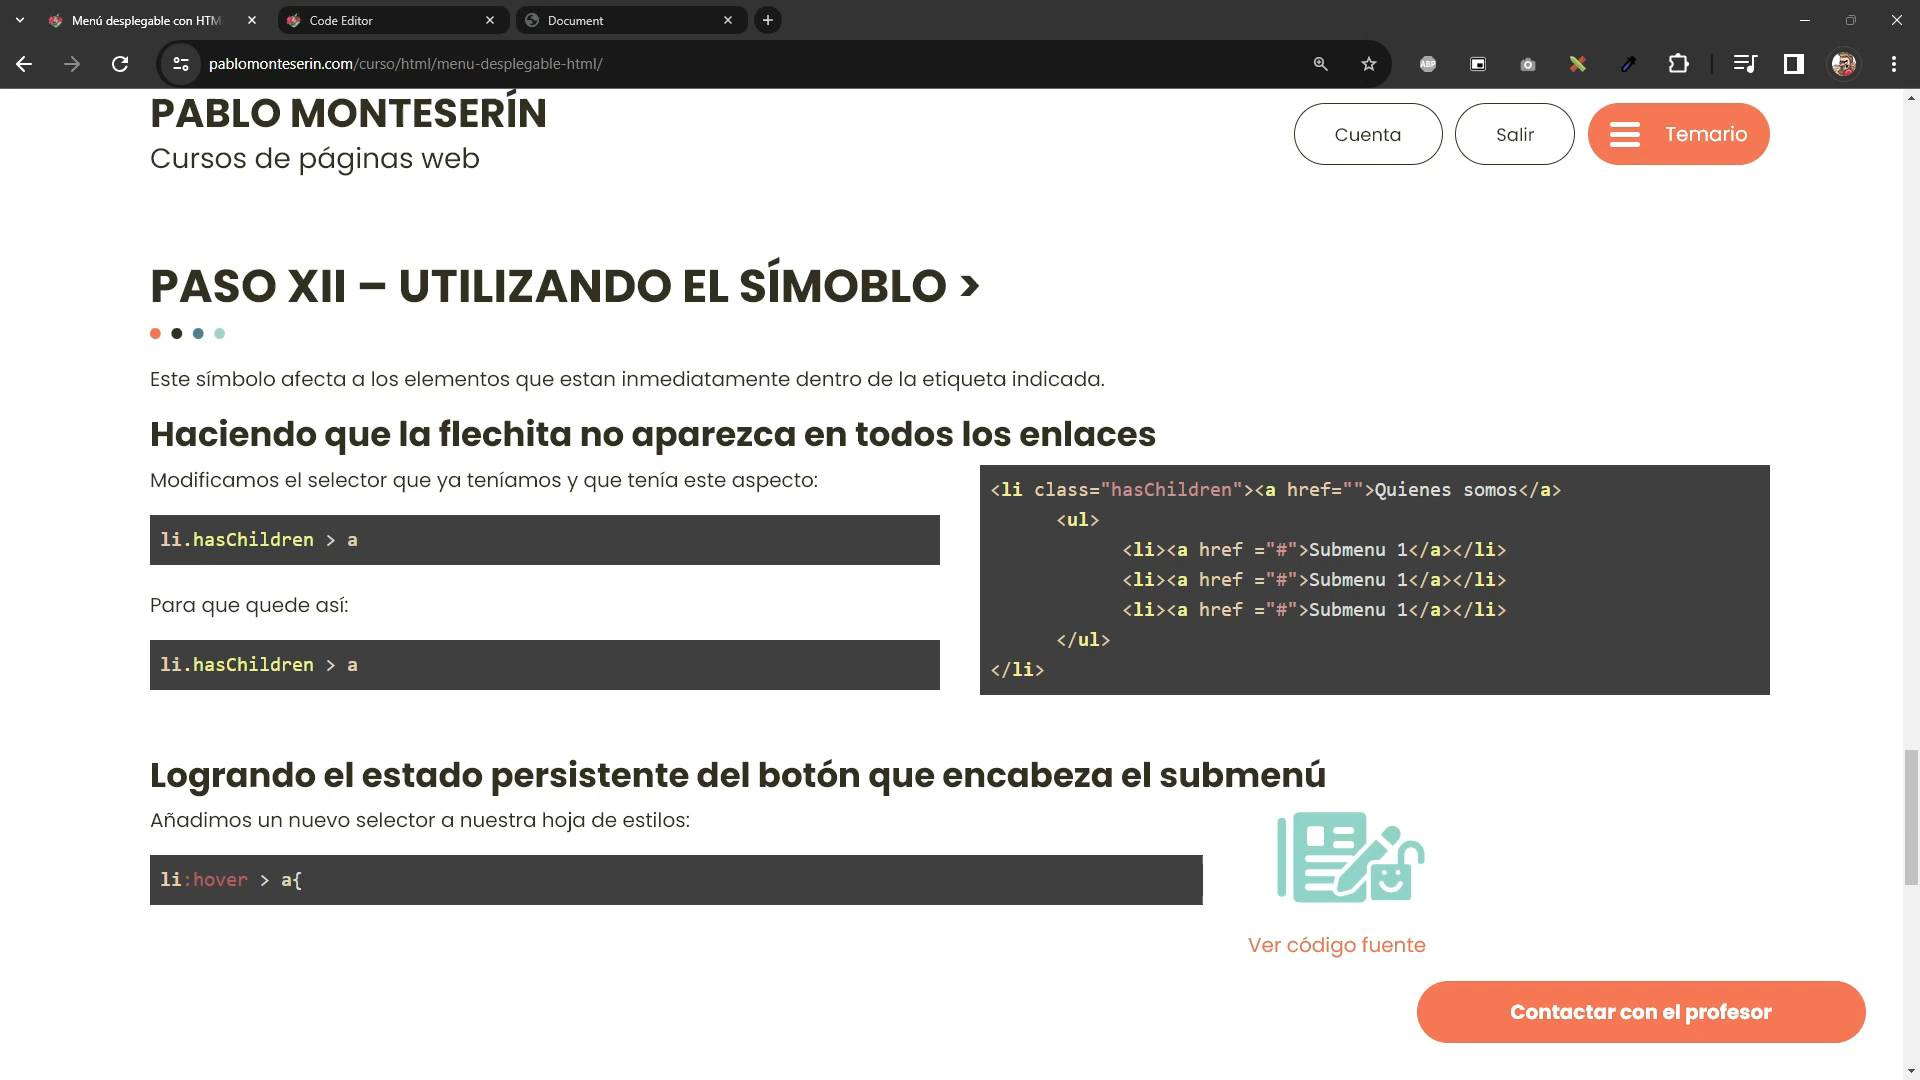 Menú desplegable con HTM
Code Editor
Document
pablomonteserin.com/curso/html/menu-desplegable-html/
ABP
PABLO MONTESERÍN
Cursos de páginas web
Cuenta
Salir
Temario
PASO XII – UTILIZANDO EL SÍMOBLO >
Este símbolo afecta a los elementos que estan inmediatamente dentro de la etiqueta indicada.
Haciendo que la flechita no aparezca en todos los enlaces
Modificamos el selector que ya teníamos y que tenía este aspecto:
li.hasChildren > a
Para que quede así:
li.hasChildren > a
<li class="hasChildren"><a href="">Quienes somos</a>
<ul>
<li><a href ="#">Submenu 1</a></li>
<li><a href ="#">Submenu 1</a></li>
<li><a href ="#">Submenu 1</a></li>
</ul>
</li>
Logrando el estado persistente del botón que encabeza el submenú
Añadimos un nuevo selector a nuestra hoja de estilos:
li:hover > a{
Ver código fuente
Contactar con el profesor